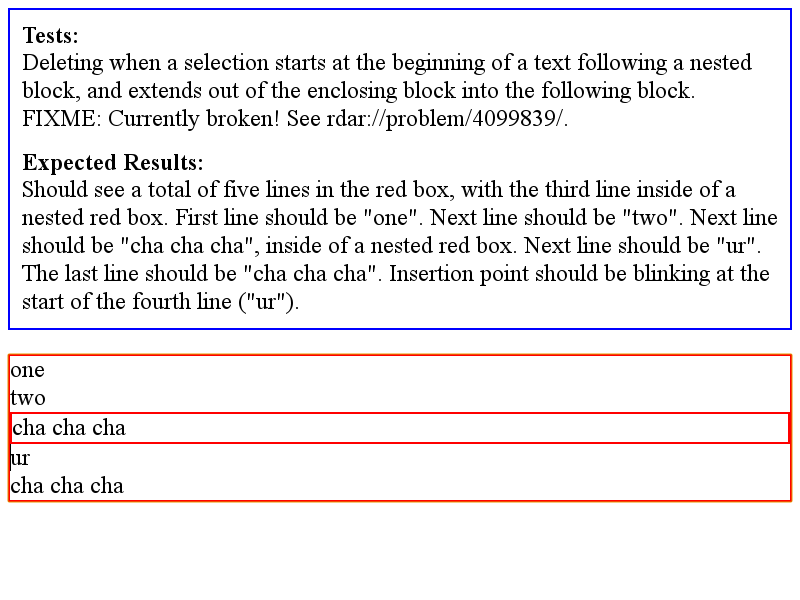 Tests:
Deleting when a selection starts at the beginning of a text following a nested
block, and extends out of the enclosing block into the following block.
FIXME: Currently broken! See rdar://problem/4099839/.
Expected Results:
Should see a total of five lines in the red box, with the third line inside of a
nested red box. First line should be "one". Next line should be "two". Next line
should be "cha cha cha", inside of a nested red box. Next line should be "ur".
The last line should be "cha cha cha". Insertion point should be blinking at the
start of the fourth line ("ur").
one
two
cha cha cha
ur
cha cha cha